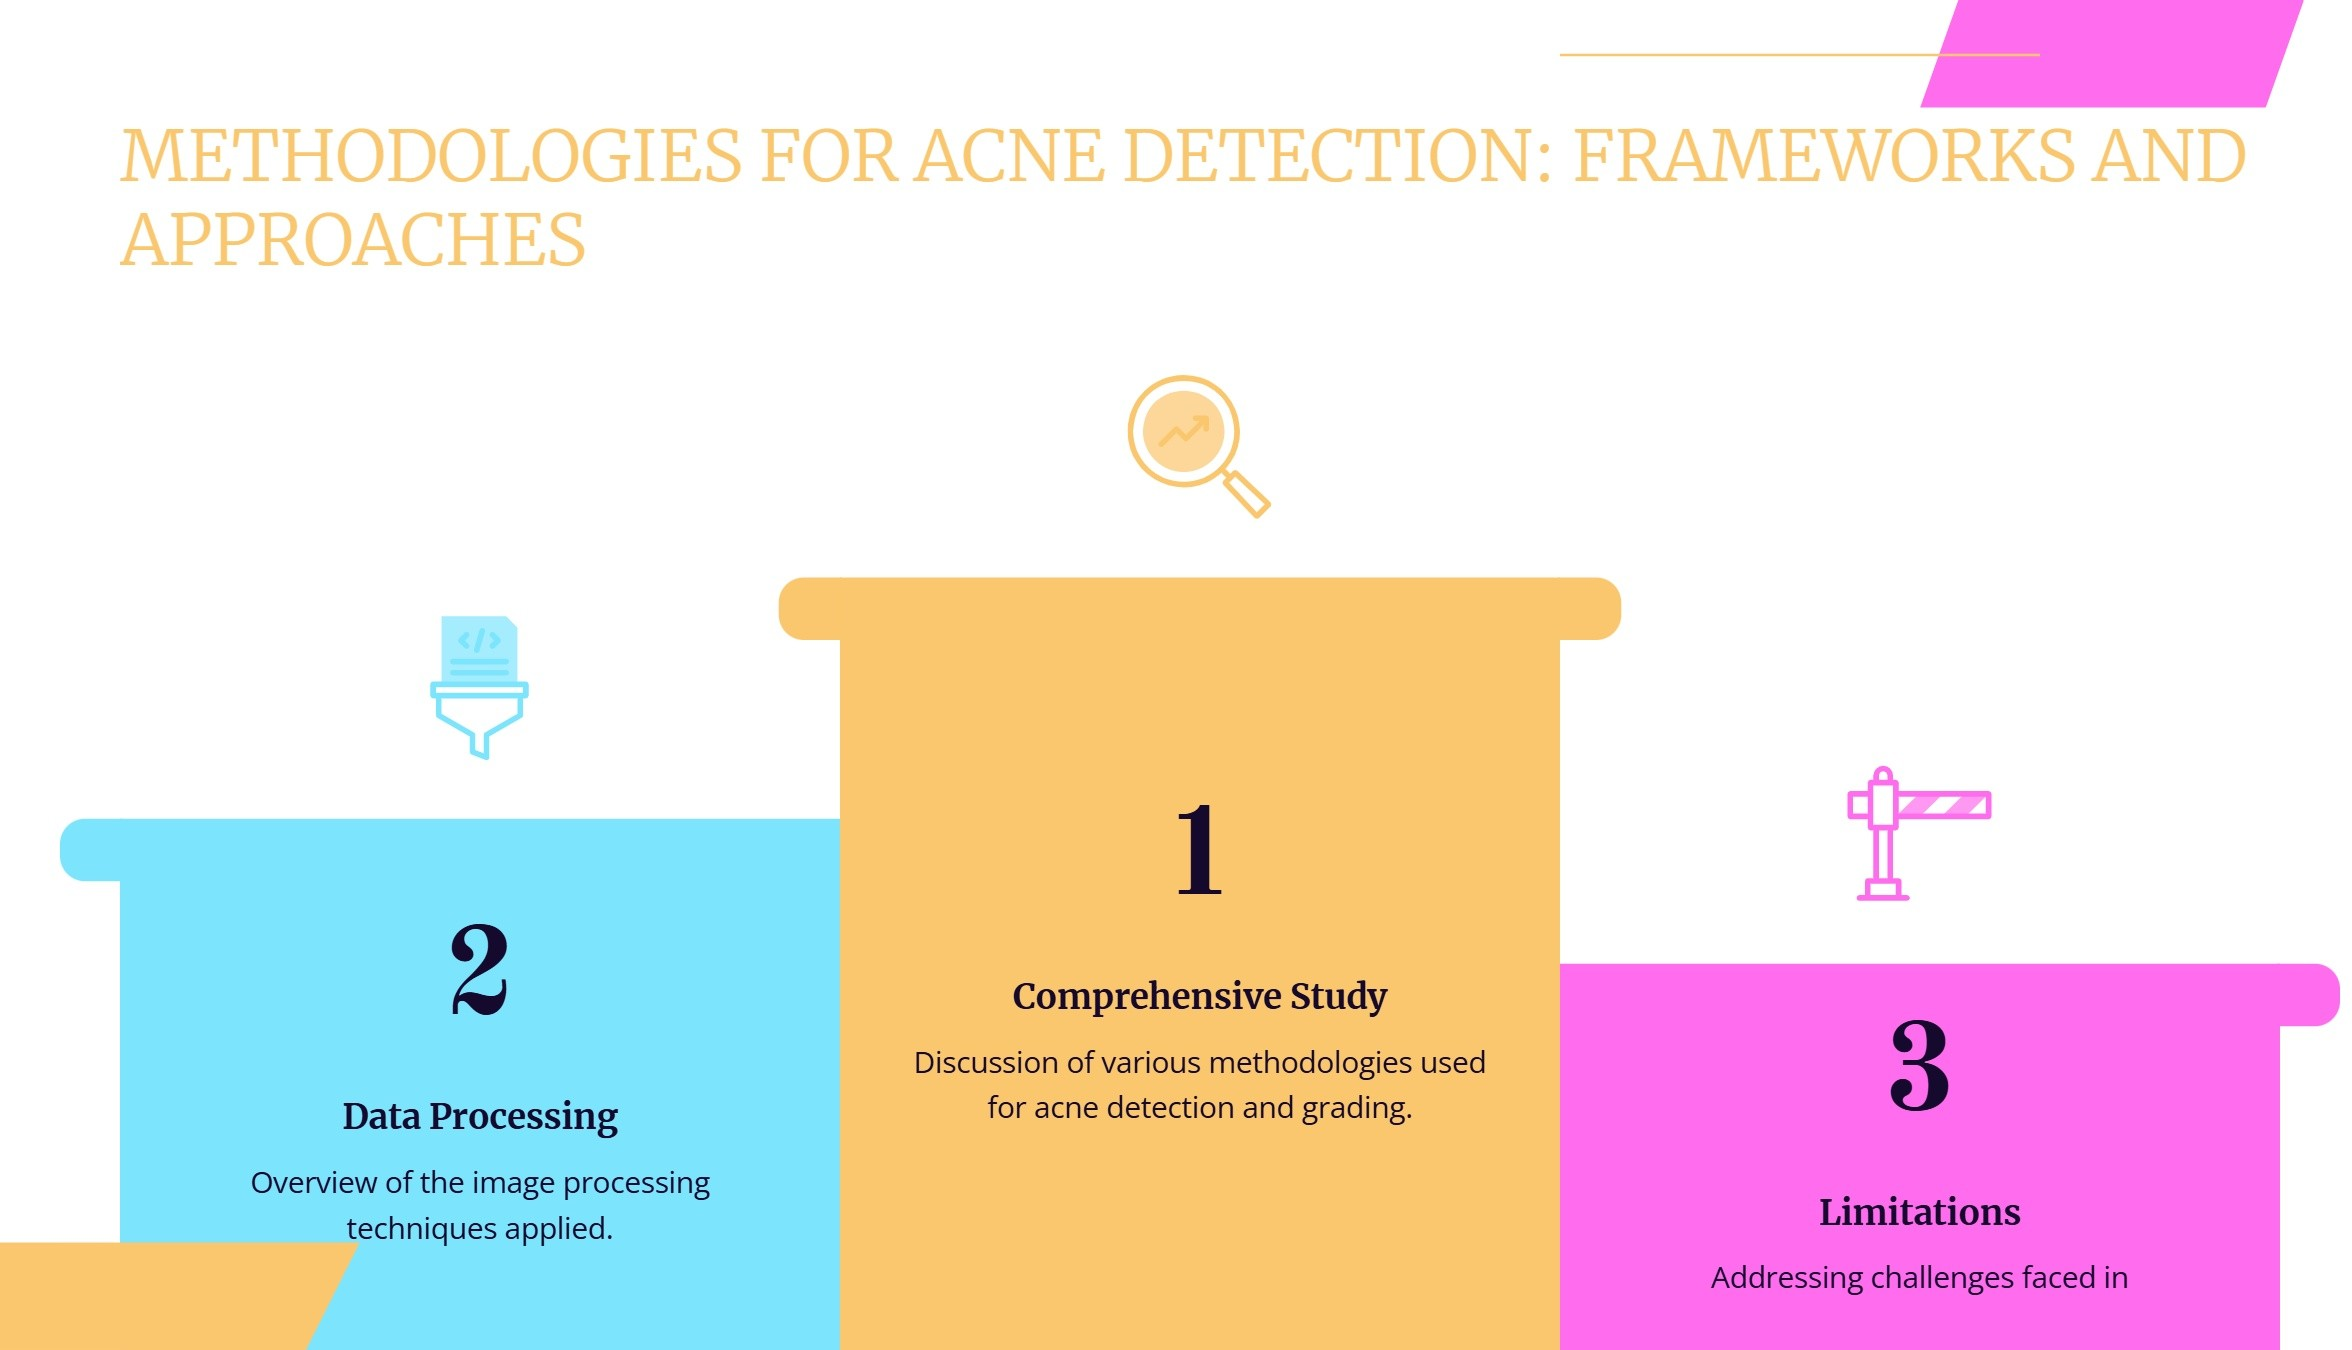 METHODOLOGIES FOR ACNE DETECTION: FRAMEWORKS AND
APPROACHES
</>
2
Data Processing
Overview of the image processing
techniques applied.
1
Comprehensive Study
Discussion of various methodologies used
for acne detection and grading.
3
Limitations
Addressing challenges faced in